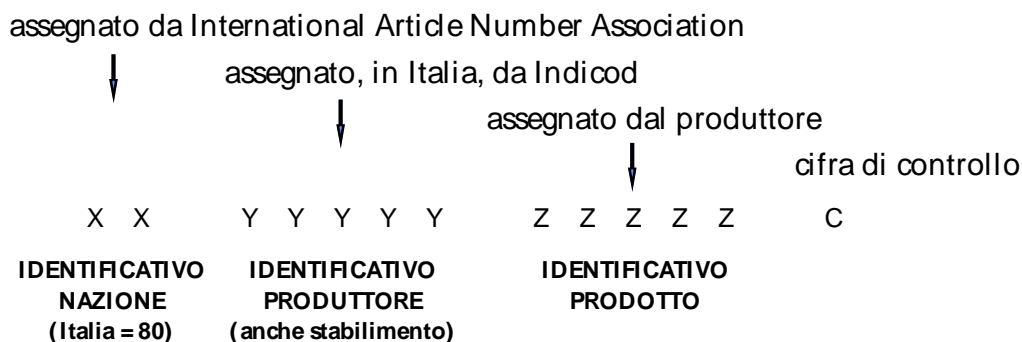 assegnato da International Article Number Association
assegnato, in Italia, da Indicod
assegnato dal produttore
cifra di controllo
X X Y Y Y Y Y Z Z Z Z Z C
IDENTIFICATIVO NAZIONE (Italia = 80)
IDENTIFICATIVO PRODUTTORE (anche stabilimento)
IDENTIFICATIVO PRODOTTO